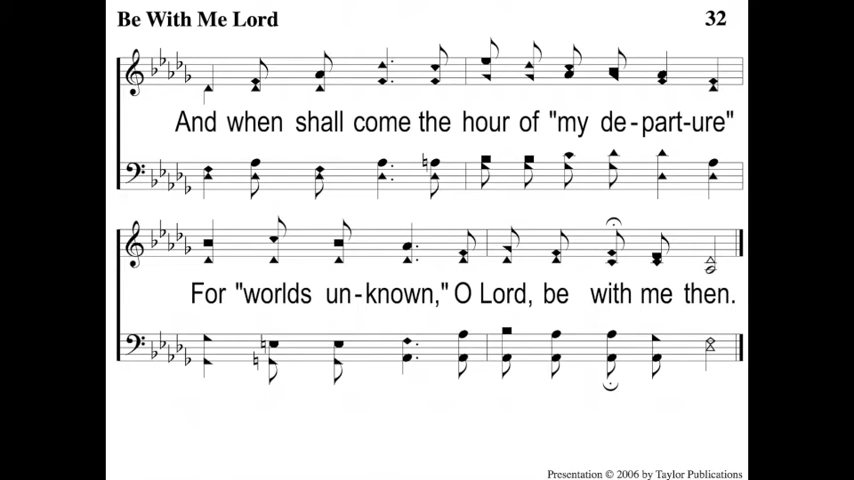 Be With Me Lord 32
And when shall come the hour of "my de-part-ure"
For "worlds un-known," O Lord, be with me then.
Presentation © 2006 by Taylor Publications